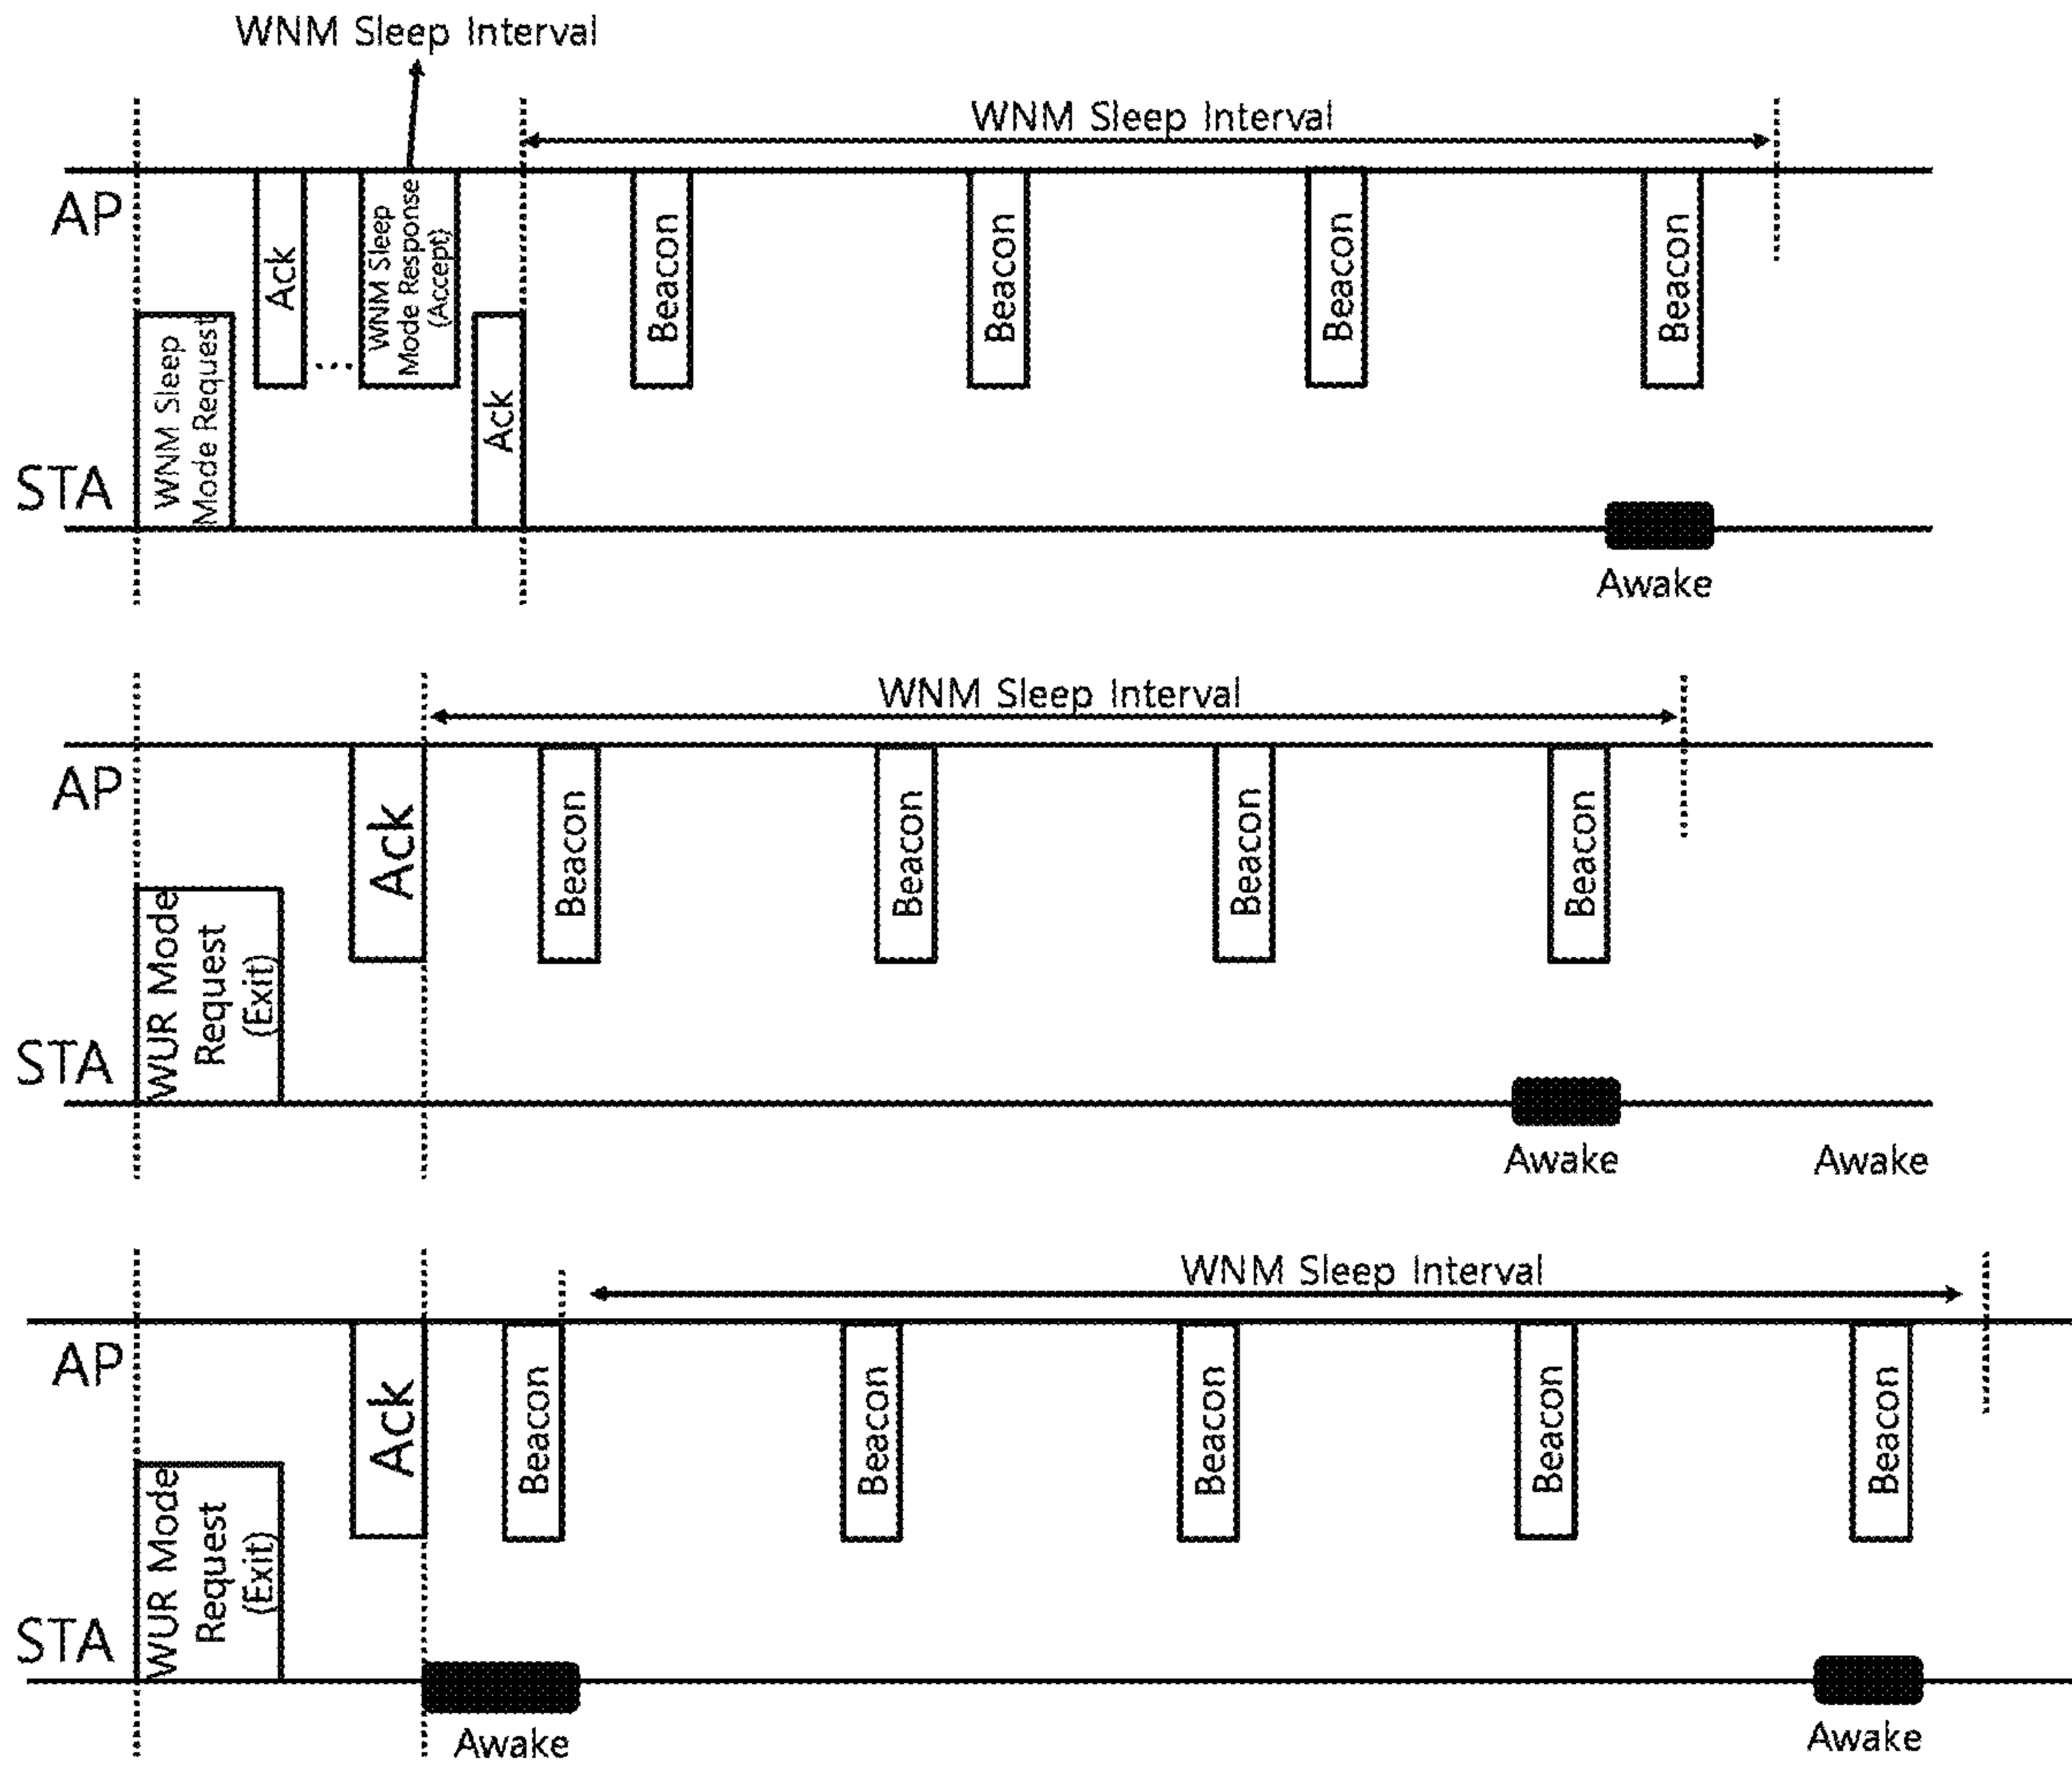 WNM Sleep Interval
WNM Sleep Interval
AP
Ack
...
WNM Sleep
Mode Response
(Accept)
Beacon
Beacon
Beacon
Beacon
STA
WNM Sleep
Mode Request
Ack
Awake
WNM Sleep Interval
AP
Ack
Beacon
Beacon
Beacon
Beacon
STA
WUR Mode
Request
(Exit)
Awake
Awake
WNM Sleep Interval
AP
Ack
Beacon
Beacon
Beacon
Beacon
Beacon
STA
WUR Mode
Request
(Exit)
Awake
Awake